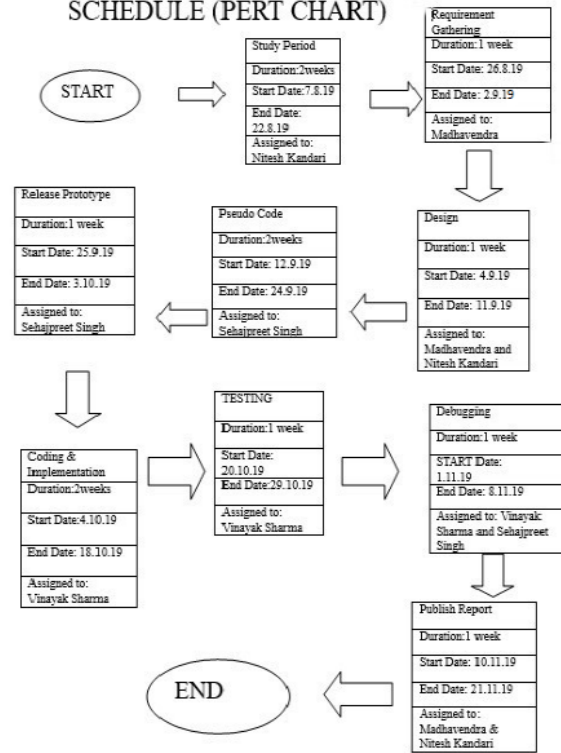 SCHEDULE (PERT CHART)
START
Study Period
Duration:2weeks
Start Date:7.8.19
End Date:
22.8.19
Assigned to:
Nitesh Kandari
Requirement
Gathering
Duration:1 week
Start Date: 26.8.19
End Date: 2.9.19
Assigned to:
Madhavendra
Design
Duration:1 week
Start Date: 4.9.19
End Date: 11.9.19
Assigned to:
Madhavendra and
Nitesh Kandari
Pseudo Code
Duration:2weeks
Start Date: 12.9.19
End Date: 24.9.19
Assigned to:
Sehajpreet Singh
Release Prototype
Duration:1 week
Start Date: 25.9.19
End Date: 3.10.19
Assigned to:
Sehajpreet Singh
Coding &
Implementation
Duration:2weeks
Start Date:4.10.19
End Date: 18.10.19
Assigned to:
Vinayak Sharma
TESTING
Duration:1 week
Start Date:
20.10.19
End Date:29.10.19
Assigned to:
Vinayak Sharma
Debugging
Duration:1 week
START Date:
1.11.19
End Date: 8.11.19
Assigned to: Vinayak
Sharma and Sehajpreet
Singh
Publish Report
Duration:1 week
Start Date: 10.11.19
End Date: 21.11.19
Assigned to:
Madhavendra &
Nitesh Kandari
END